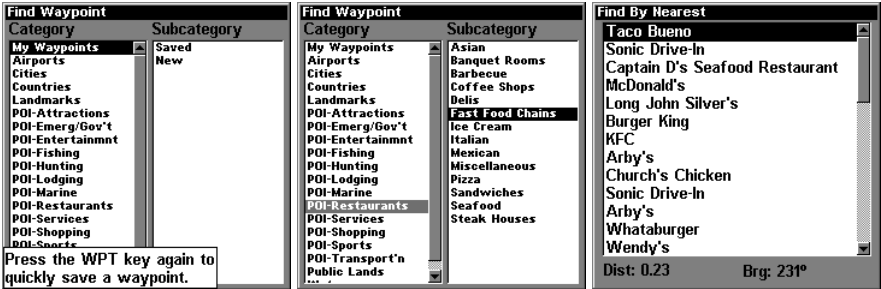 Find Waypoint
Category Subcategory
My Waypoints
Airports
Cities
Countries
Landmarks
POI-Attractions
POI-Emerg/Gov't
POI-Entertainmnt
POI-Fishing
POI-Hunting
POI-Lodging
POI-Marine
POI-Restaurants
POI-Services
POI-Shopping
POI-Sports
Saved
New
Press the WPT key again to
quickly save a waypoint.
Find Waypoint
Category Subcategory
My Waypoints
Airports
Cities
Countries
Landmarks
POI-Attractions
POI-Emerg/Gov't
POI-Entertainmnt
POI-Fishing
POI-Hunting
POI-Lodging
POI-Marine
POI-Restaurants
POI-Services
POI-Shopping
POI-Sports
POI-Transport'n
Public Lands
Asian
Banquet Rooms
Barbecue
Coffee Shops
Delis
Fast Food Chains
Ice Cream
Italian
Mexican
Miscellaneous
Pizza
Sandwiches
Seafood
Steak Houses
Find By Nearest
Taco Bueno
Sonic Drive-In
Captain D's Seafood Restaurant
McDonald's
Long John Silver's
Burger King
KFC
Arby's
Church's Chicken
Sonic Drive-In
Arby's
Whataburger
Wendy's
Dist: 0.23 Brg: 231º